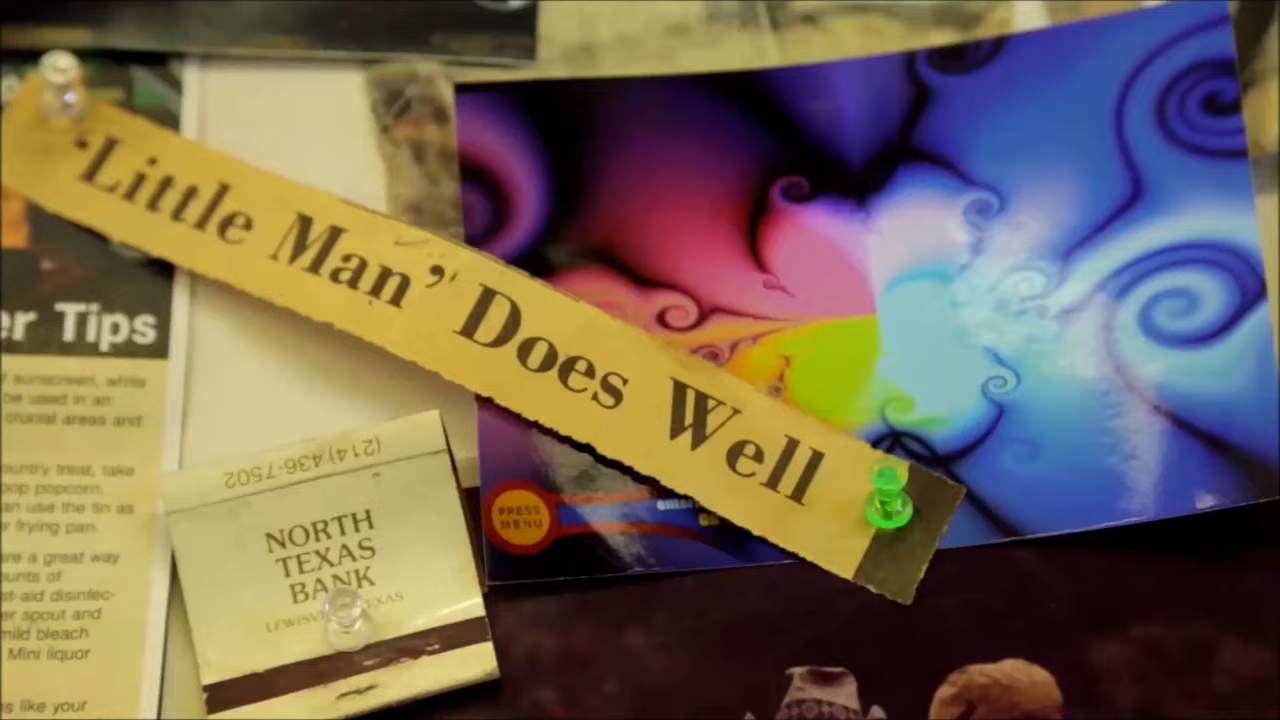 'Little Man' Does Well
er Tips
sunscreen, while
be used in an
crucial areas and
ountry treat, take
pop popcorn.
an use the tin as
r frying pan.
are a great way
ounts of
st-aid disinfec-
er spout and
mild bleach
Mini liquor
s like your
(214) 436-7502
NORTH
TEXAS
BANK
TEXAS
PRESS
MENU